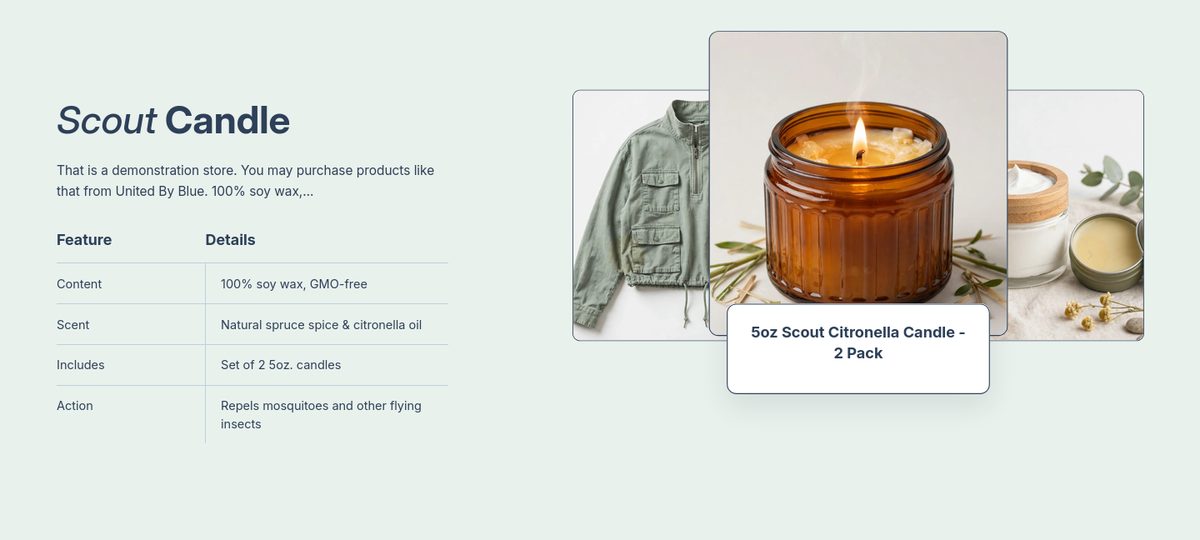 Scout Candle
That is a demonstration store. You may purchase products like
that from United By Blue. 100% soy wax,...
Feature Details
Content 100% soy wax, GMO-free
Scent Natural spruce spice & citronella oil
Includes Set of 2 5oz. candles
Action Repels mosquitoes and other flying
insects
5oz Scout Citronella Candle -
2 Pack